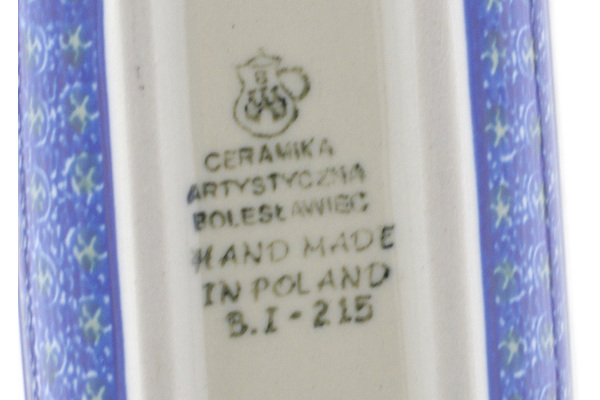 CERAMIKA
ARTYSTYCZNA
BOLESŁAWIEC
HAND MADE
IN POLAND
B.I-215